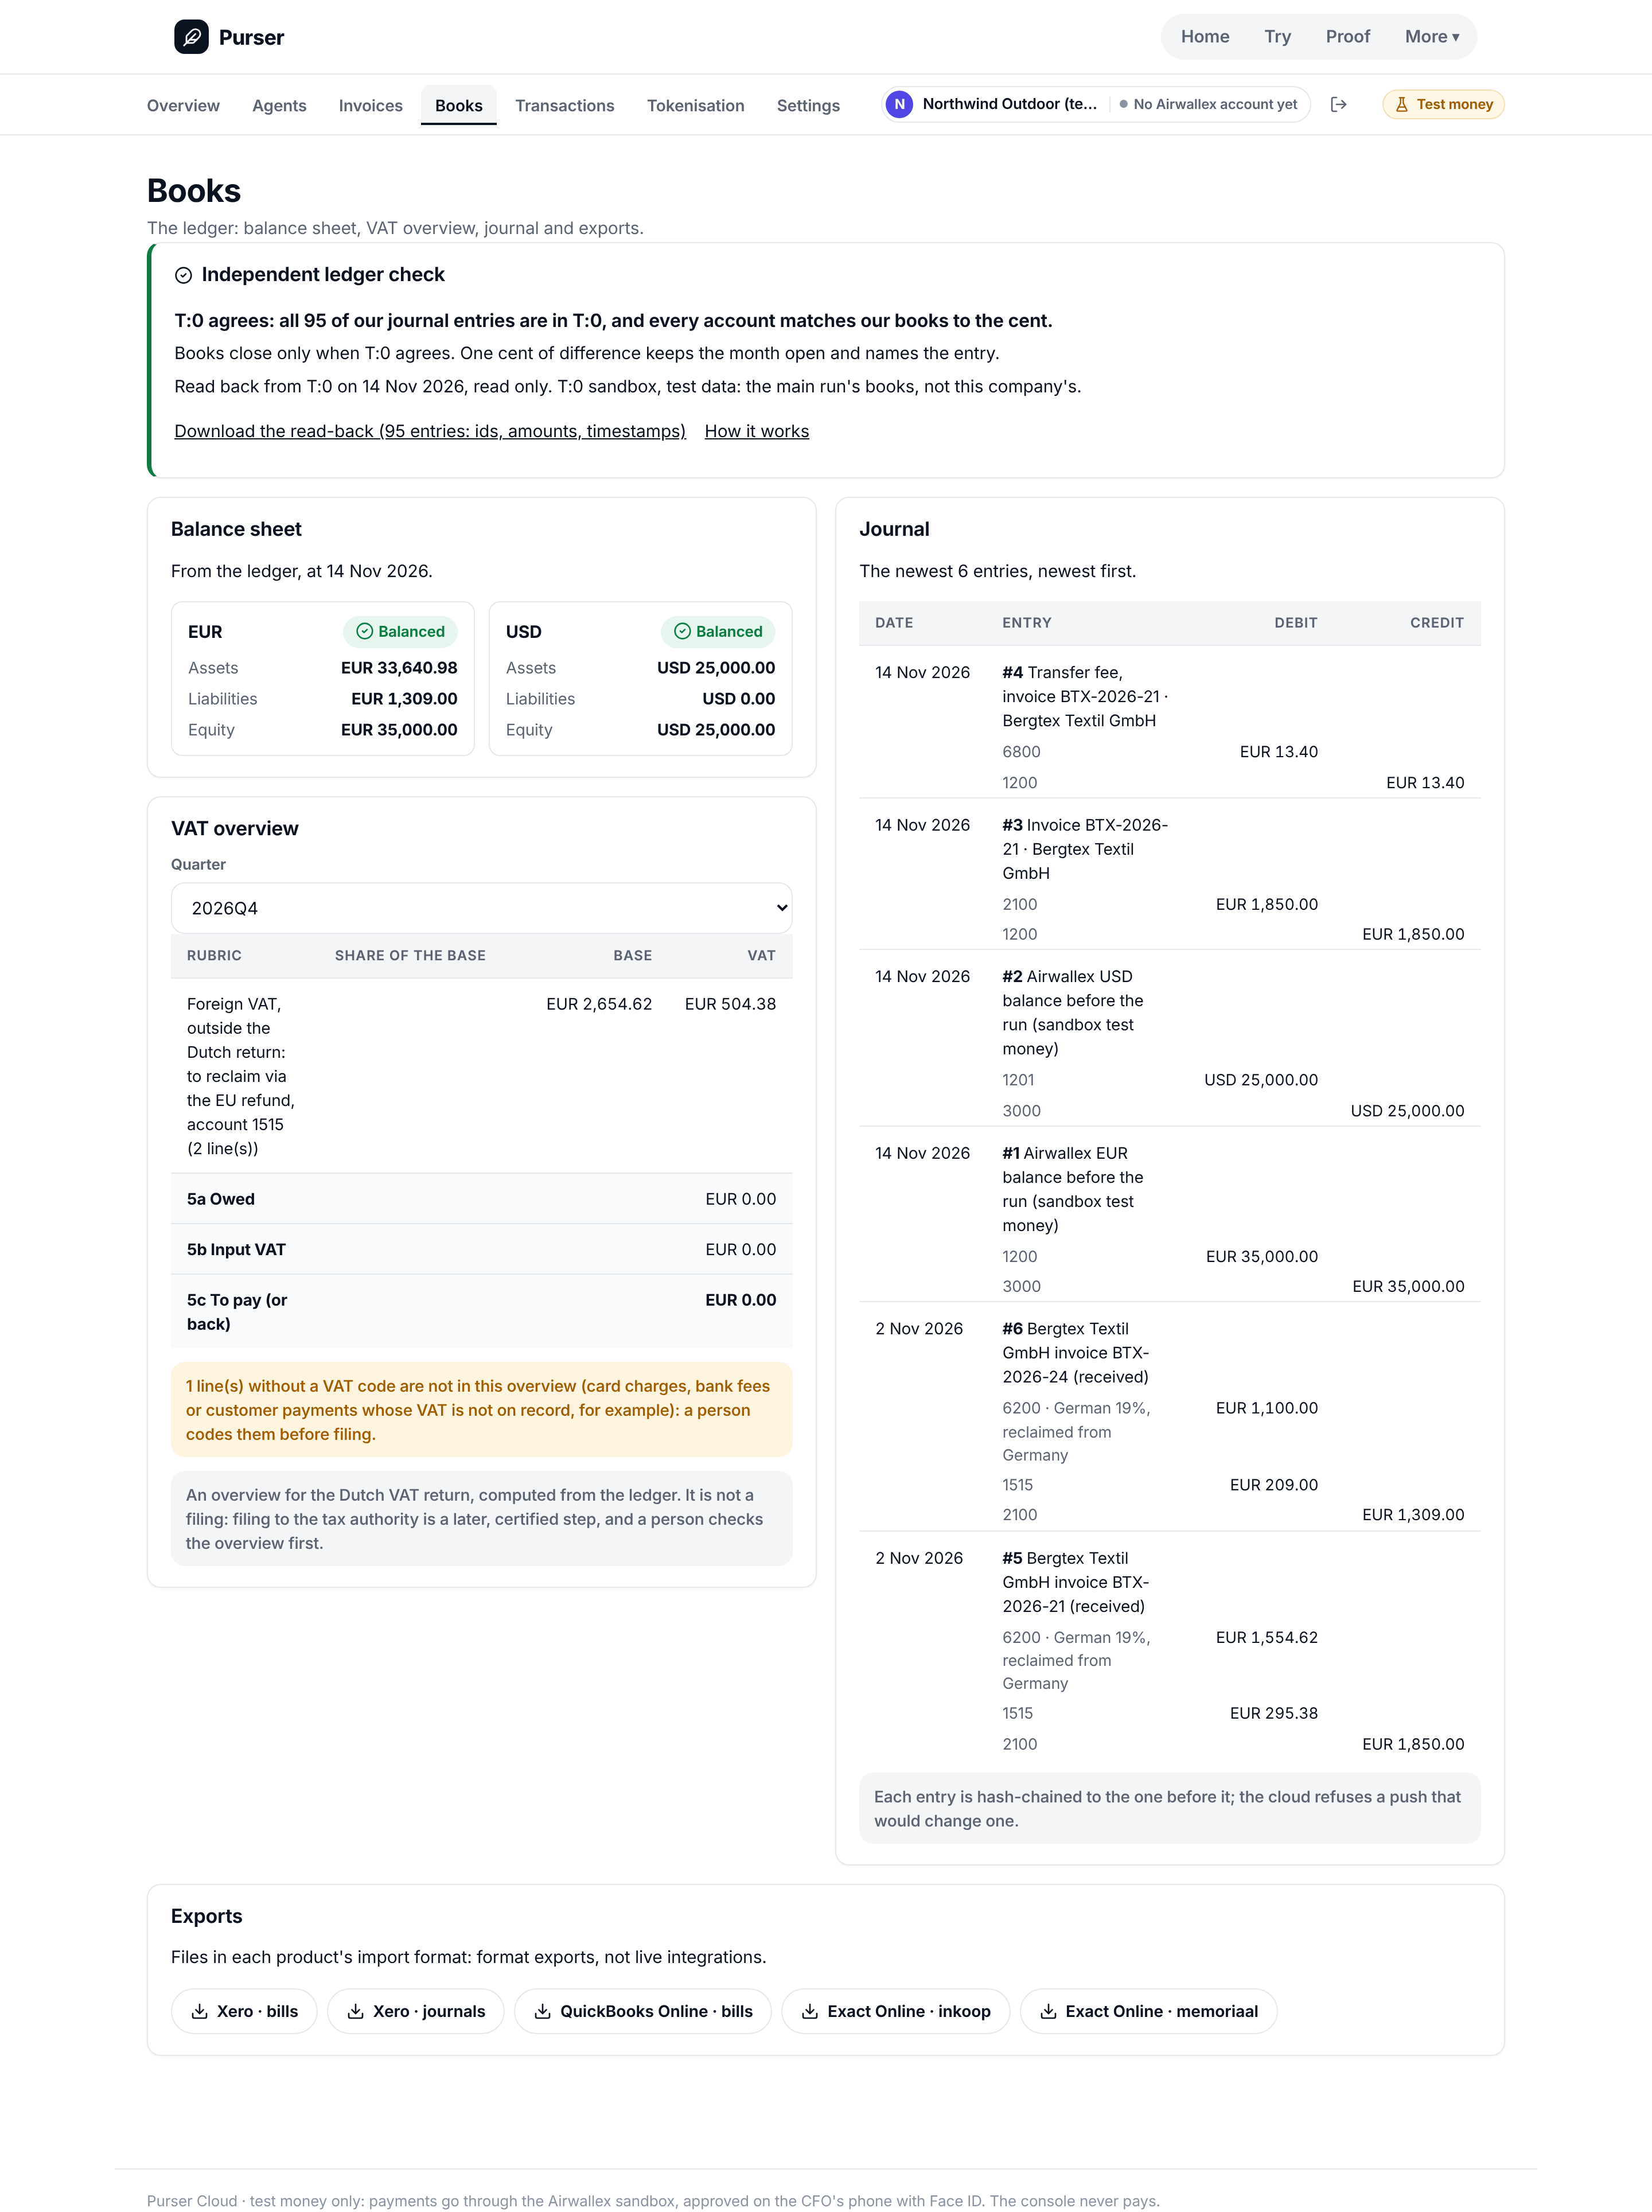 Purser
Home Try Proof More ▾
Overview Agents Invoices Books Transactions Tokenisation Settings
N Northwind Outdoor (te... No Airwallex account yet
Test money
Books
The ledger: balance sheet, VAT overview, journal and exports.
Independent ledger check
T:0 agrees: all 95 of our journal entries are in T:0, and every account matches our books to the cent.
Books close only when T:0 agrees. One cent of difference keeps the month open and names the entry.
Read back from T:0 on 14 Nov 2026, read only. T:0 sandbox, test data: the main run's books, not this company's.
Download the read-back (95 entries: ids, amounts, timestamps) How it works
Balance sheet
From the ledger, at 14 Nov 2026.
EUR Balanced
Assets EUR 33,640.98
Liabilities EUR 1,309.00
Equity EUR 35,000.00
USD Balanced
Assets USD 25,000.00
Liabilities USD 0.00
Equity USD 25,000.00
VAT overview
Quarter
2026Q4
RUBRIC SHARE OF THE BASE BASE VAT
Foreign VAT, EUR 2,654.62 EUR 504.38
outside the
Dutch return:
to reclaim via
the EU refund,
account 1515
(2 line(s))
5a Owed EUR 0.00
5b Input VAT EUR 0.00
5c To pay (or EUR 0.00
back)
1 line(s) without a VAT code are not in this overview (card charges, bank fees
or customer payments whose VAT is not on record, for example): a person
codes them before filing.
An overview for the Dutch VAT return, computed from the ledger. It is not a
filing: filing to the tax authority is a later, certified step, and a person checks
the overview first.
Journal
The newest 6 entries, newest first.
DATE ENTRY DEBIT CREDIT
14 Nov 2026 #4 Transfer fee,
invoice BTX-2026-21 ·
Bergtex Textil GmbH
6800 EUR 13.40
1200 EUR 13.40
14 Nov 2026 #3 Invoice BTX-2026-
21 · Bergtex Textil
GmbH
2100 EUR 1,850.00
1200 EUR 1,850.00
14 Nov 2026 #2 Airwallex USD
balance before the
run (sandbox test
money)
1201 USD 25,000.00
3000 USD 25,000.00
14 Nov 2026 #1 Airwallex EUR
balance before the
run (sandbox test
money)
1200 EUR 35,000.00
3000 EUR 35,000.00
2 Nov 2026 #6 Bergtex Textil
GmbH invoice BTX-
2026-24 (received)
6200 · German 19%, EUR 1,100.00
reclaimed from
Germany
1515 EUR 209.00
2100 EUR 1,309.00
2 Nov 2026 #5 Bergtex Textil
GmbH invoice BTX-
2026-21 (received)
6200 · German 19%, EUR 1,554.62
reclaimed from
Germany
1515 EUR 295.38
2100 EUR 1,850.00
Each entry is hash-chained to the one before it; the cloud refuses a push that
would change one.
Exports
Files in each product's import format: format exports, not live integrations.
Xero · bills Xero · journals QuickBooks Online · bills Exact Online · inkoop Exact Online · memoriaal
Purser Cloud · test money only: payments go through the Airwallex sandbox, approved on the CFO's phone with Face ID. The console never pays.